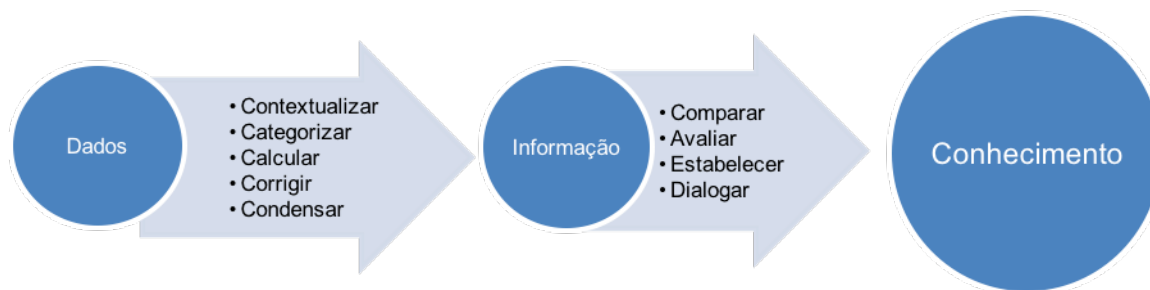 Dados
• Contextualizar
• Categorizar
• Calcular
• Corrigir
• Condensar
Informação
• Comparar
• Avaliar
• Estabelecer
• Dialogar
Conhecimento